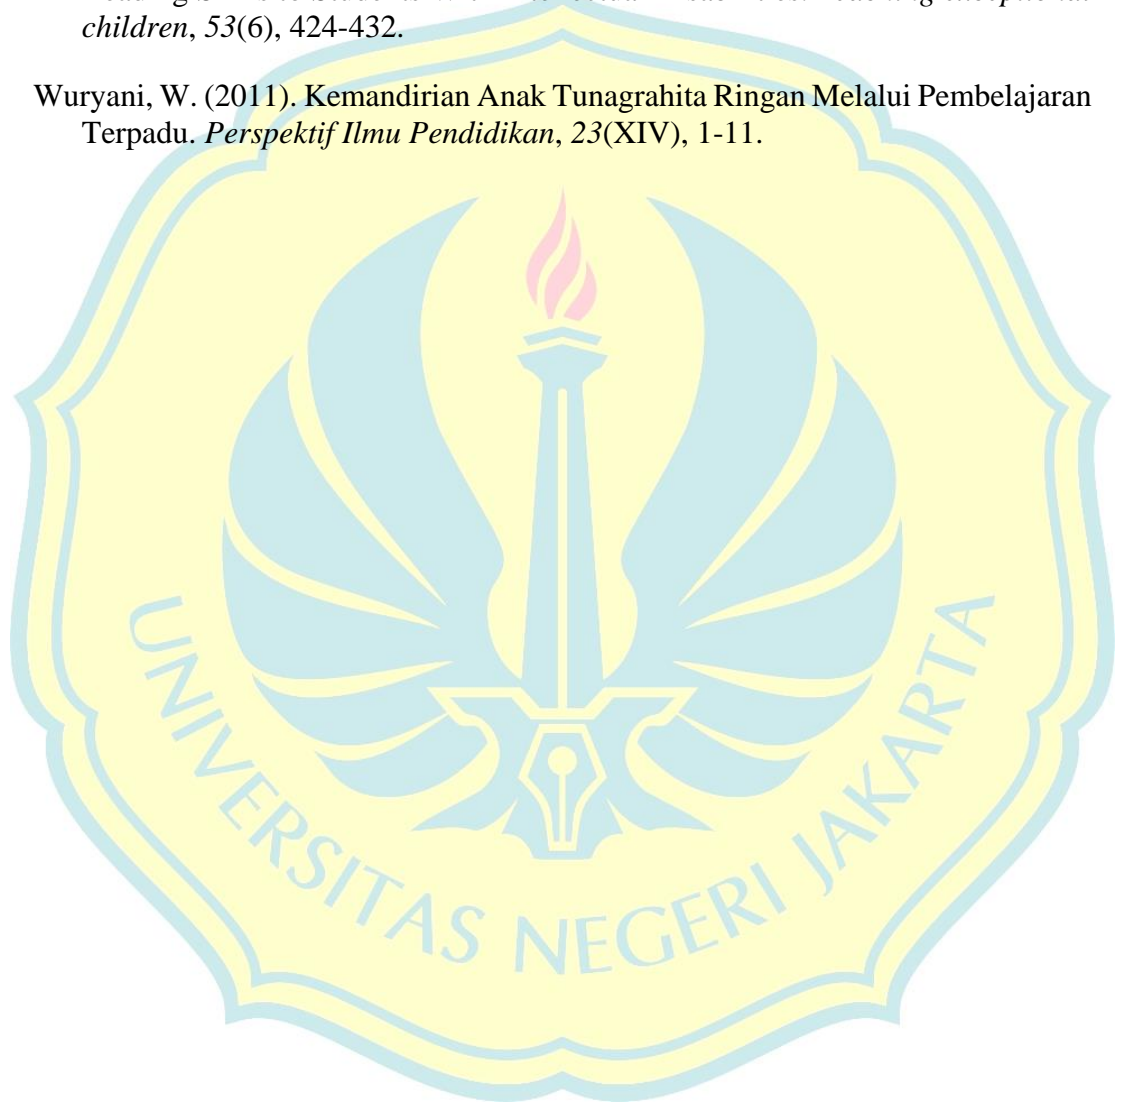 children, 53(6), 424-432.
Wuryani, W. (2011). Kemandirian Anak Tunagrahita Ringan Melalui Pembelajaran
Terpadu. Perspektif Ilmu Pendidikan, 23(XIV), 1-11.
UNIVERSITAS NEGERI JAKARTA